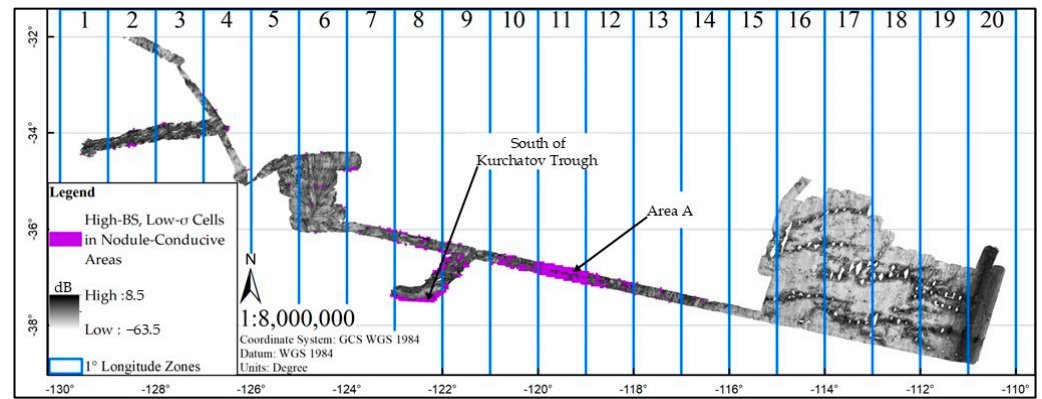 1 2 3 4 5 6 7 8 9 10 11 12 13 14 15 16 17 18 19 20
-32°
-34°
-36°
-38°
South of
Kurchatov Trough
Area A
Legend
High-BS, Low-σ Cells
in Nodule-Conducive
Areas
dB
High :8.5
Low : −63.5
1° Longitude Zones
N
1:8,000,000
Coordinate System: GCS WGS 1984
Datum: WGS 1984
Units: Degree
-130° -128° -126° -124° -122° -120° -118° -116° -114° -112° -110°